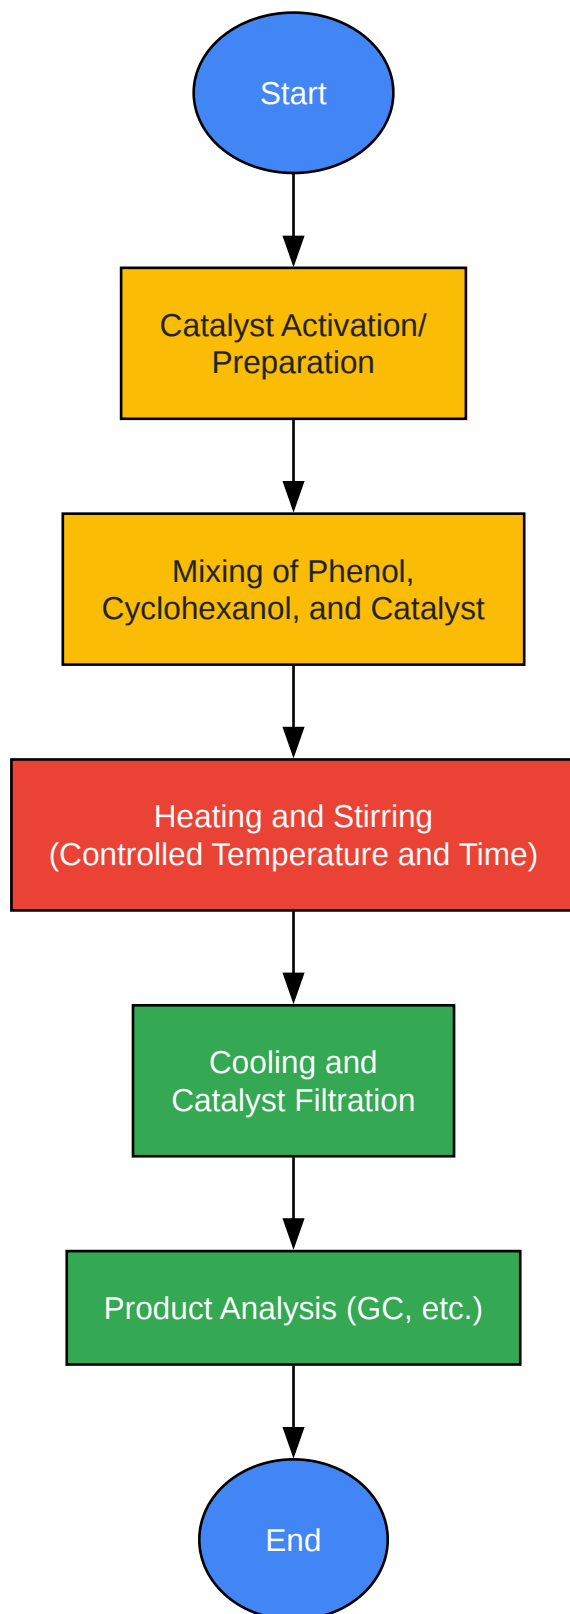 Start
Catalyst Activation/
Preparation
Mixing of Phenol,
Cyclohexanol, and Catalyst
Heating and Stirring
(Controlled Temperature and Time)
Cooling and
Catalyst Filtration
Product Analysis (GC, etc.)
End